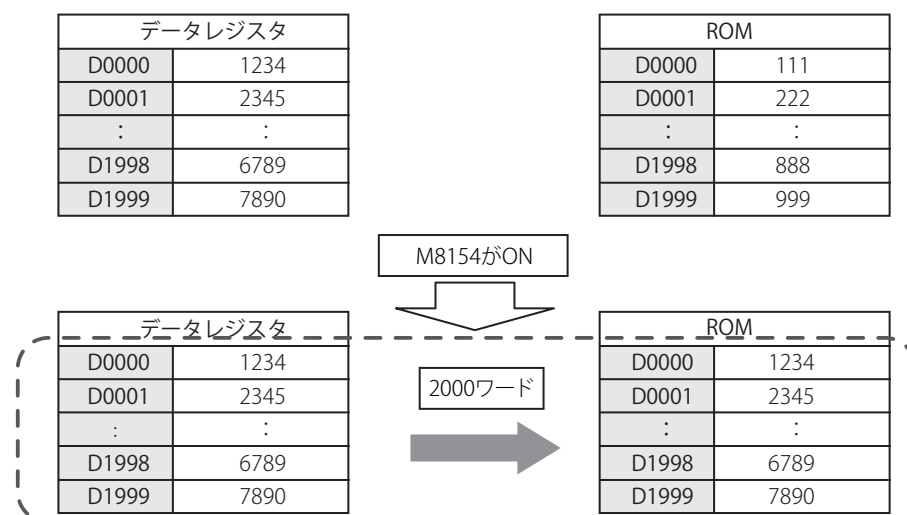 データレジスタ
D0000 1234
D0001 2345
: :
D1998 6789
D1999 7890
ROM
D0000 111
D0001 222
: :
D1998 888
D1999 999
M8154がON
データレジスタ
D0000 1234
D0001 2345
: :
D1998 6789
D1999 7890
2000ワード
ROM
D0000 1234
D0001 2345
: :
D1998 6789
D1999 7890